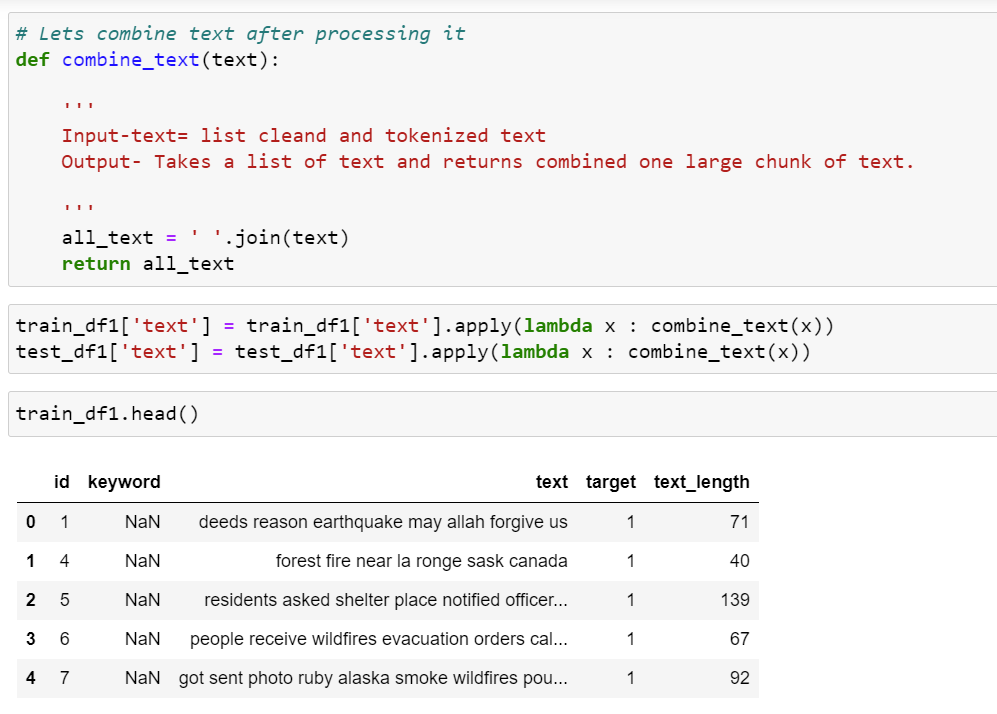 # Lets combine text after processing it
def combine_text(text):
'''
Input-text= list cleand and tokenized text
Output- Takes a list of text and returns combined one large chunk of text.
'''
all_text = ' '.join(text)
return all_text
train_df1['text'] = train_df1['text'].apply(lambda x : combine_text(x))
test_df1['text'] = test_df1['text'].apply(lambda x : combine_text(x))
train_df1.head()
id keyword text target text_length
0 1 NaN deeds reason earthquake may allah forgive us 1 71
1 4 NaN forest fire near la ronge sask canada 1 40
2 5 NaN residents asked shelter place notified officer... 1 139
3 6 NaN people receive wildfires evacuation orders cal... 1 67
4 7 NaN got sent photo ruby alaska smoke wildfires pou... 1 92